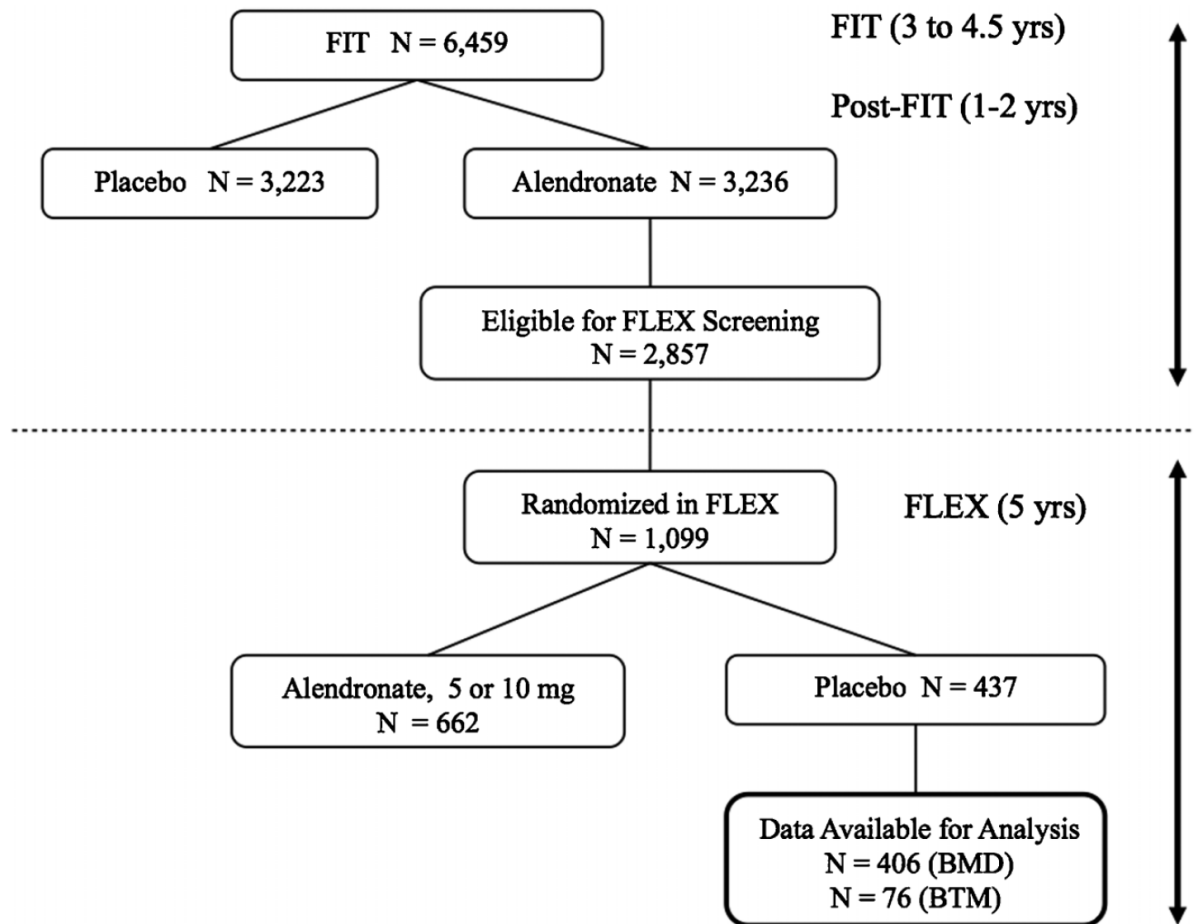 FIT N = 6,459
FIT (3 to 4.5 yrs)
Post-FIT (1-2 yrs)
Placebo N = 3,223
Alendronate N = 3,236
Eligible for FLEX Screening
N = 2,857
Randomized in FLEX
N = 1,099
FLEX (5 yrs)
Alendronate, 5 or 10 mg
N = 662
Placebo N = 437
Data Available for Analysis
N = 406 (BMD)
N = 76 (BTM)